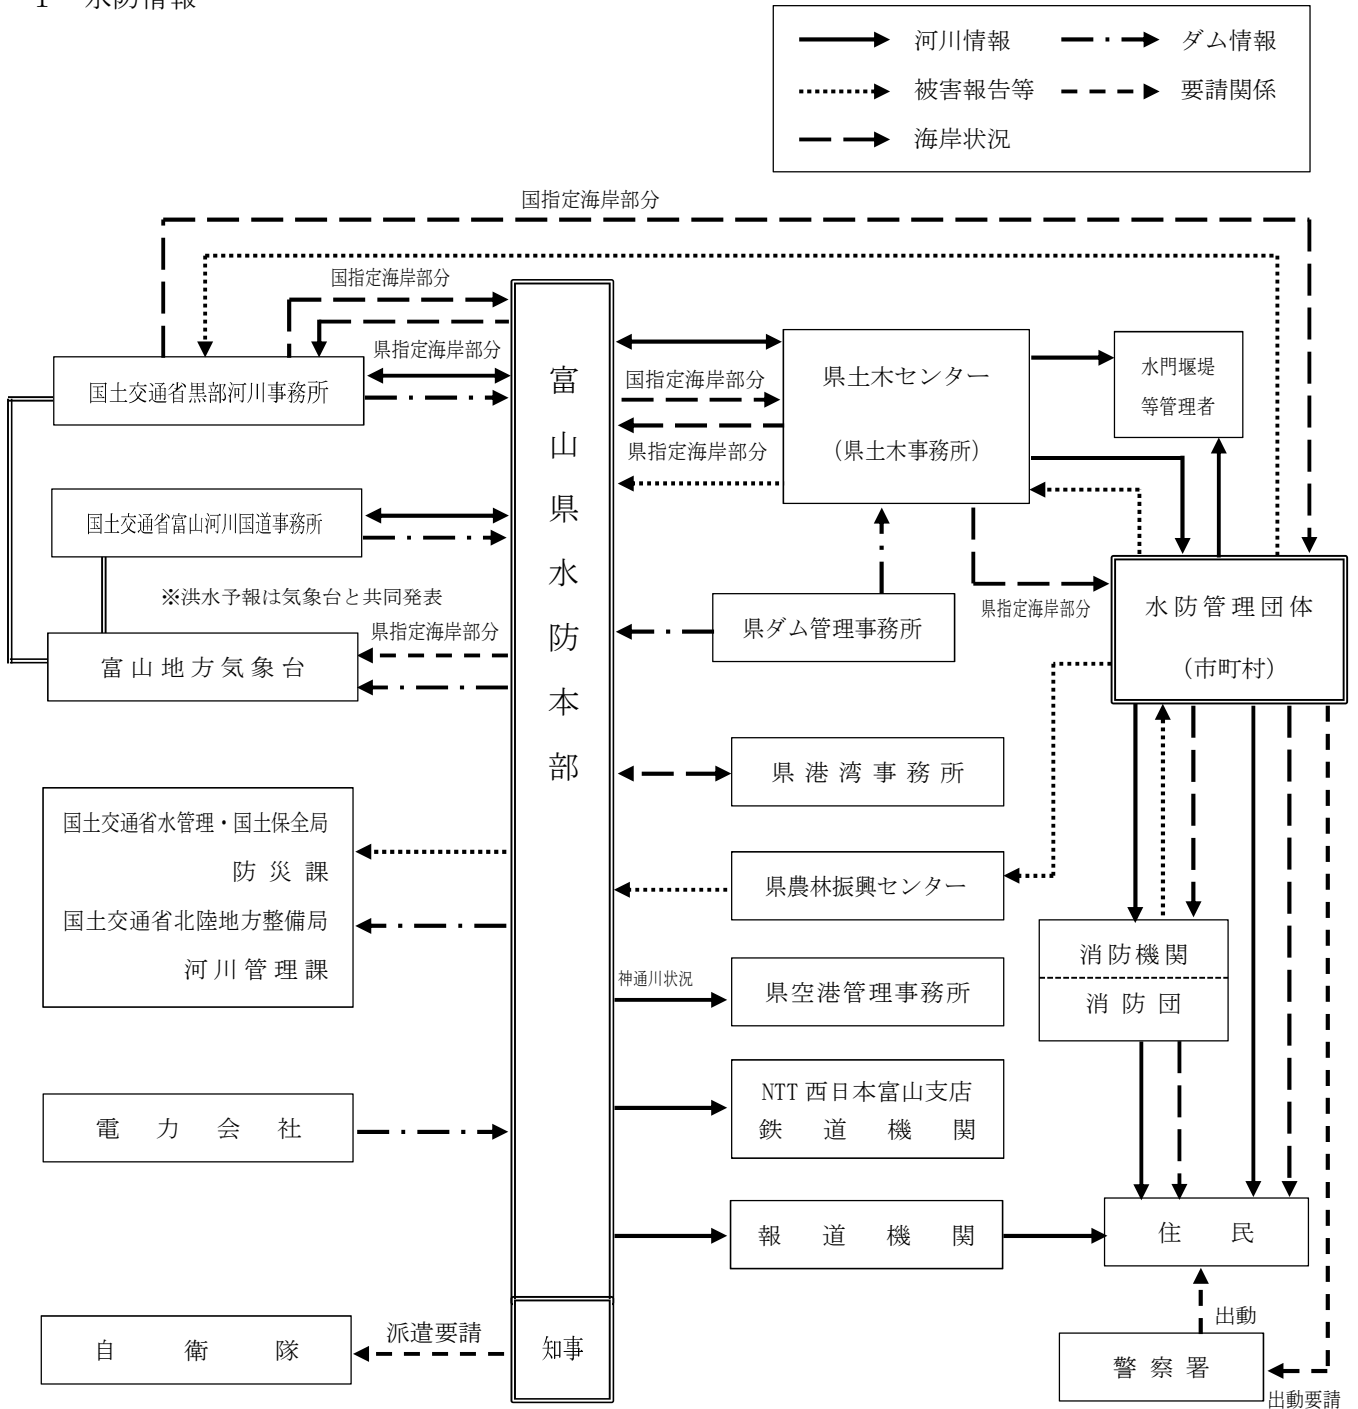 1 水防情報
河川情報
ダム情報
被害報告等
要請関係
海岸状況
国指定海岸部分
国指定海岸部分
県指定海岸部分
国土交通省黒部河川事務所
富山県水防本部
国指定海岸部分
県指定海岸部分
県土木センター
(県土木事務所)
水門堰堤
等管理者
国土交通省富山河川国道事務所
※洪水予報は気象台と共同発表
県指定海岸部分
富山地方気象台
県ダム管理事務所
県指定海岸部分
水防管理団体
(市町村)
県港湾事務所
国土交通省水管理・国土保全局
防災課
国土交通省北陸地方整備局
河川管理課
県農林振興センター
消防機関
消防団
神通川状況
県空港管理事務所
NTT 西日本富山支店
鉄道機関
電力会社
報道機関
住民
出動
自衛隊
派遣要請
知事
警察署
出動要請